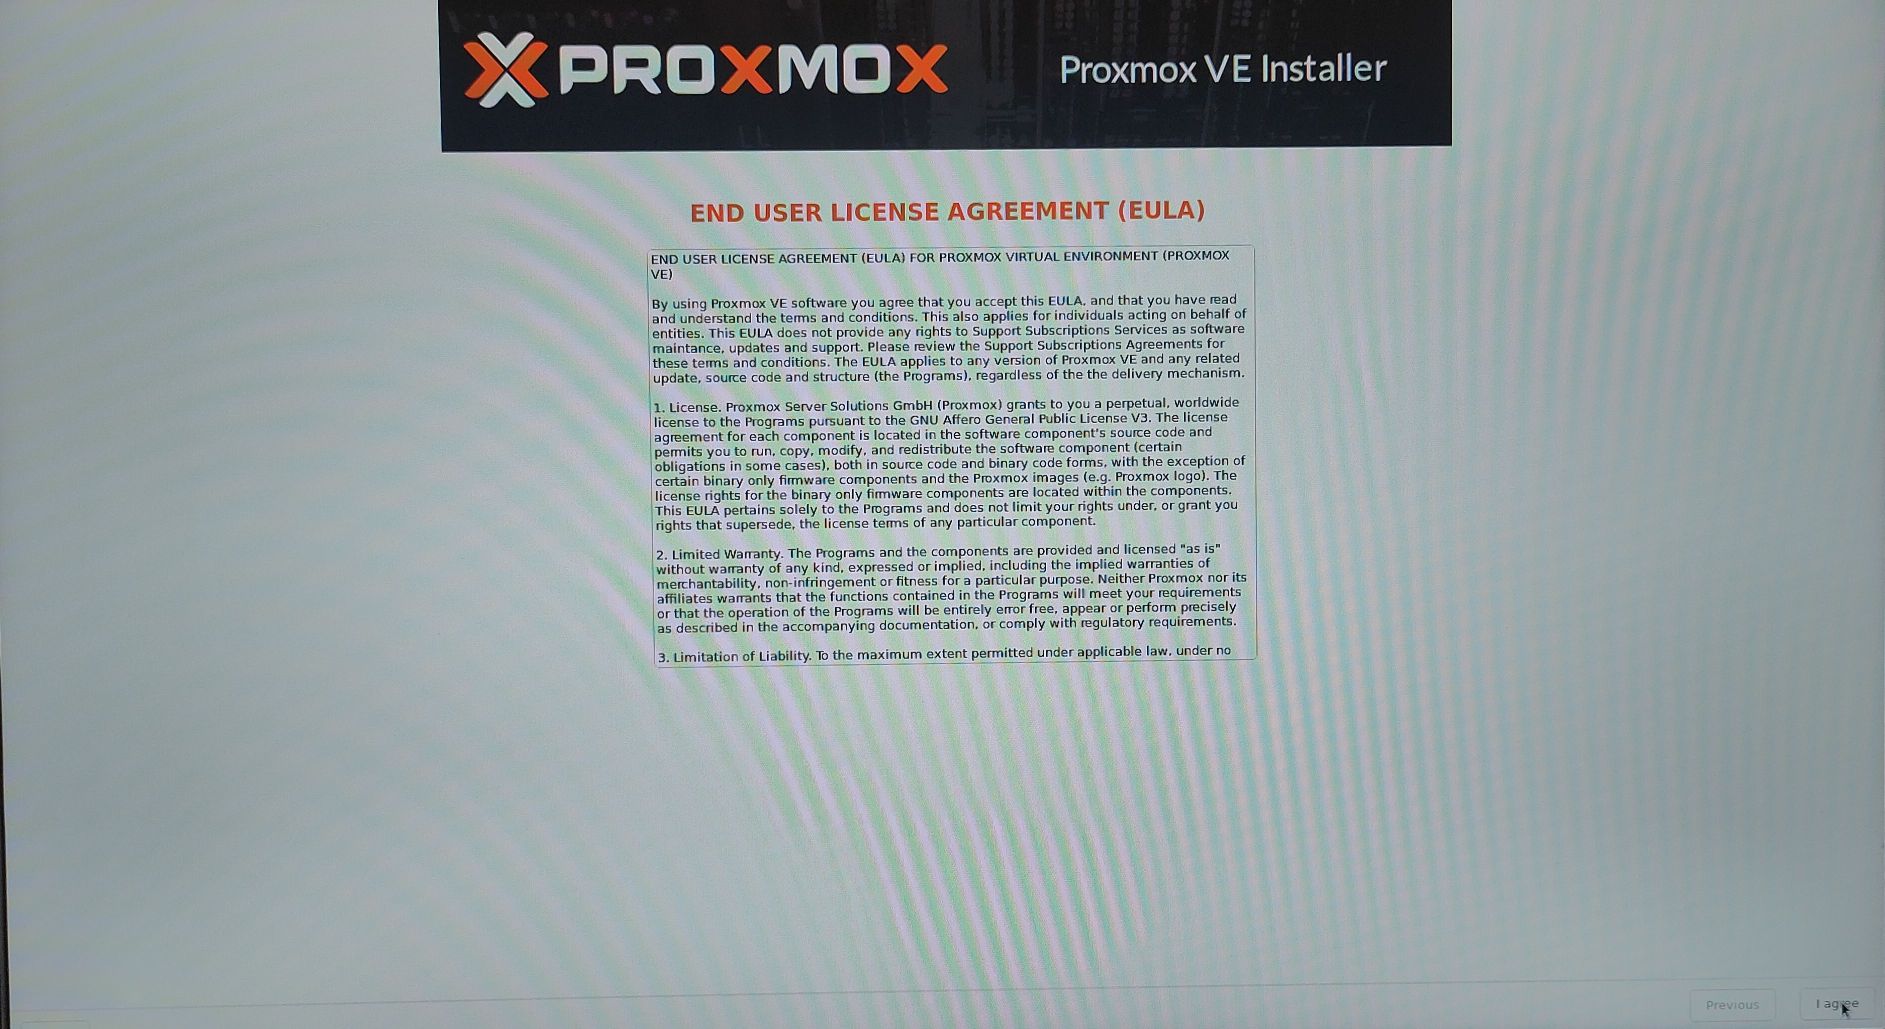 PROXMOX
Proxmox VE Installer
END USER LICENSE AGREEMENT (EULA)
END USER LICENSE AGREEMENT (EULA) FOR PROXMOX VIRTUAL ENVIRONMENT (PROXMOX
VE)
By using Proxmox VE software you agree that you accept this EULA, and that you have read
and understand the terms and conditions. This also applies for individuals acting on behalf of
entities. This EULA does not provide any rights to Support Subscriptions Services as software
maintance, updates and support. Please review the Support Subscriptions Agreements for
these terms and conditions. The EULA applies to any version of Proxmox VE and any related
update, source code and structure (the Programs), regardless of the the delivery mechanism.
1. License. Proxmox Server Solutions GmbH (Proxmox) grants to you a perpetual, worldwide
license to the Programs pursuant to the GNU Affero General Public License V3. The license
agreement for each component is located in the software component's source code and
permits you to run, copy, modify, and redistribute the software component (certain
obligations in some cases), both in source code and binary code forms, with the exception of
certain binary only firmware components and the Proxmox images (e.g. Proxmox logo). The
license rights for the binary only firmware components are located within the components.
This EULA pertains solely to the Programs and does not limit your rights under, or grant you
rights that supersede, the license terms of any particular component.
2. Limited Warranty. The Programs and the components are provided and licensed "as is"
without warranty of any kind, expressed or implied, including the implied warranties of
merchantability, non-infringement or fitness for a particular purpose. Neither Proxmox nor its
affiliates warrants that the functions contained in the Programs will meet your requirements
or that the operation of the Programs will be entirely error free, appear or perform precisely
as described in the accompanying documentation, or comply with regulatory requirements.
3. Limitation of Liability. To the maximum extent permitted under applicable law, under no
Previous
I agree